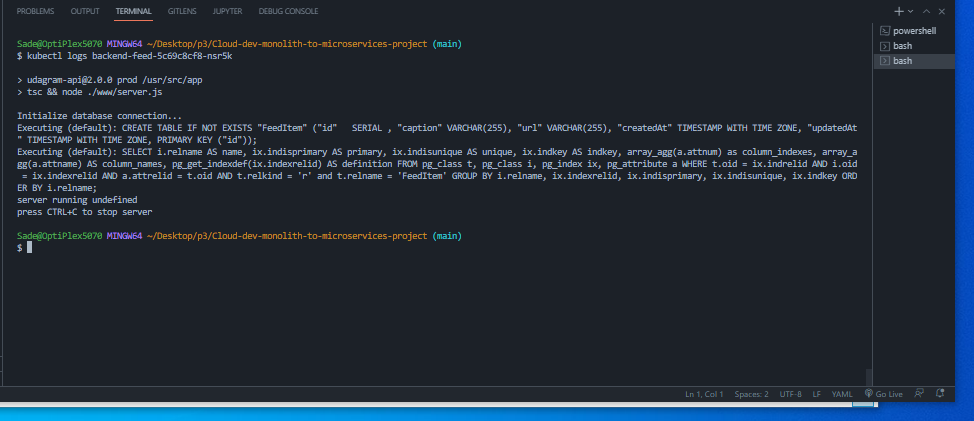 PROBLEMS OUTPUT TERMINAL GITLENS JUPYTER DEBUG CONSOLE
powershell
bash
bash
Sade@OptiPlex5070 MINGW64 ~/Desktop/p3/Cloud-dev-monolith-to-microservices-project (main)
$ kubectl logs backend-feed-5c69c8cf8-nsr5k
> udagram-api@2.0.0 prod /usr/src/app
> tsc && node ./www/server.js
Initialize database connection...
Executing (default): CREATE TABLE IF NOT EXISTS "FeedItem" ("id"   SERIAL , "caption" VARCHAR(255), "url" VARCHAR(255), "createdAt" TIMESTAMP WITH TIME ZONE, "updatedAt
" TIMESTAMP WITH TIME ZONE, PRIMARY KEY ("id"));
Executing (default): SELECT i.relname AS name, ix.indisprimary AS primary, ix.indisunique AS unique, ix.indkey AS indkey, array_agg(a.attnum) as column_indexes, array_a
gg(a.attname) AS column_names, pg_get_indexdef(ix.indexrelid) AS definition FROM pg_class t, pg_class i, pg_index ix, pg_attribute a WHERE t.oid = ix.indrelid AND i.oid
= ix.indexrelid AND a.attrelid = t.oid AND t.relkind = 'r' and t.relname = 'FeedItem' GROUP BY i.relname, ix.indexrelid, ix.indisprimary, ix.indisunique, ix.indkey ORD
ER BY i.relname;
server running undefined
press CTRL+C to stop server
Sade@OptiPlex5070 MINGW64 ~/Desktop/p3/Cloud-dev-monolith-to-microservices-project (main)
$
Ln 1, Col 1 Spaces: 2 UTF-8 LF YAML Go Live